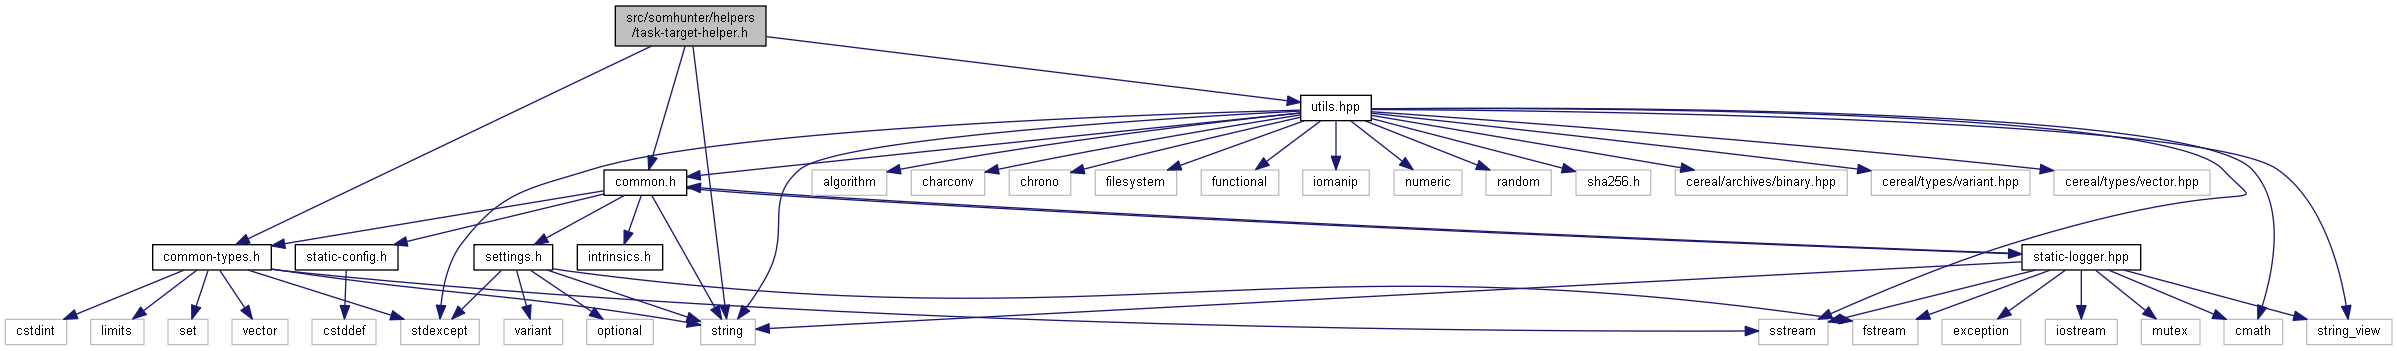 src/somhunter/helpers
/task-target-helper.h
utils.hpp
common.h
algorithm
charconv
chrono
filesystem
functional
iomanip
numeric
random
sha256.h
cereal/archives/binary.hpp
cereal/types/variant.hpp
cereal/types/vector.hpp
common-types.h
static-config.h
settings.h
intrinsics.h
static-logger.hpp
cstdint
limits
set
vector
cstddef
stdexcept
variant
optional
string
sstream
fstream
exception
iostream
mutex
cmath
string_view